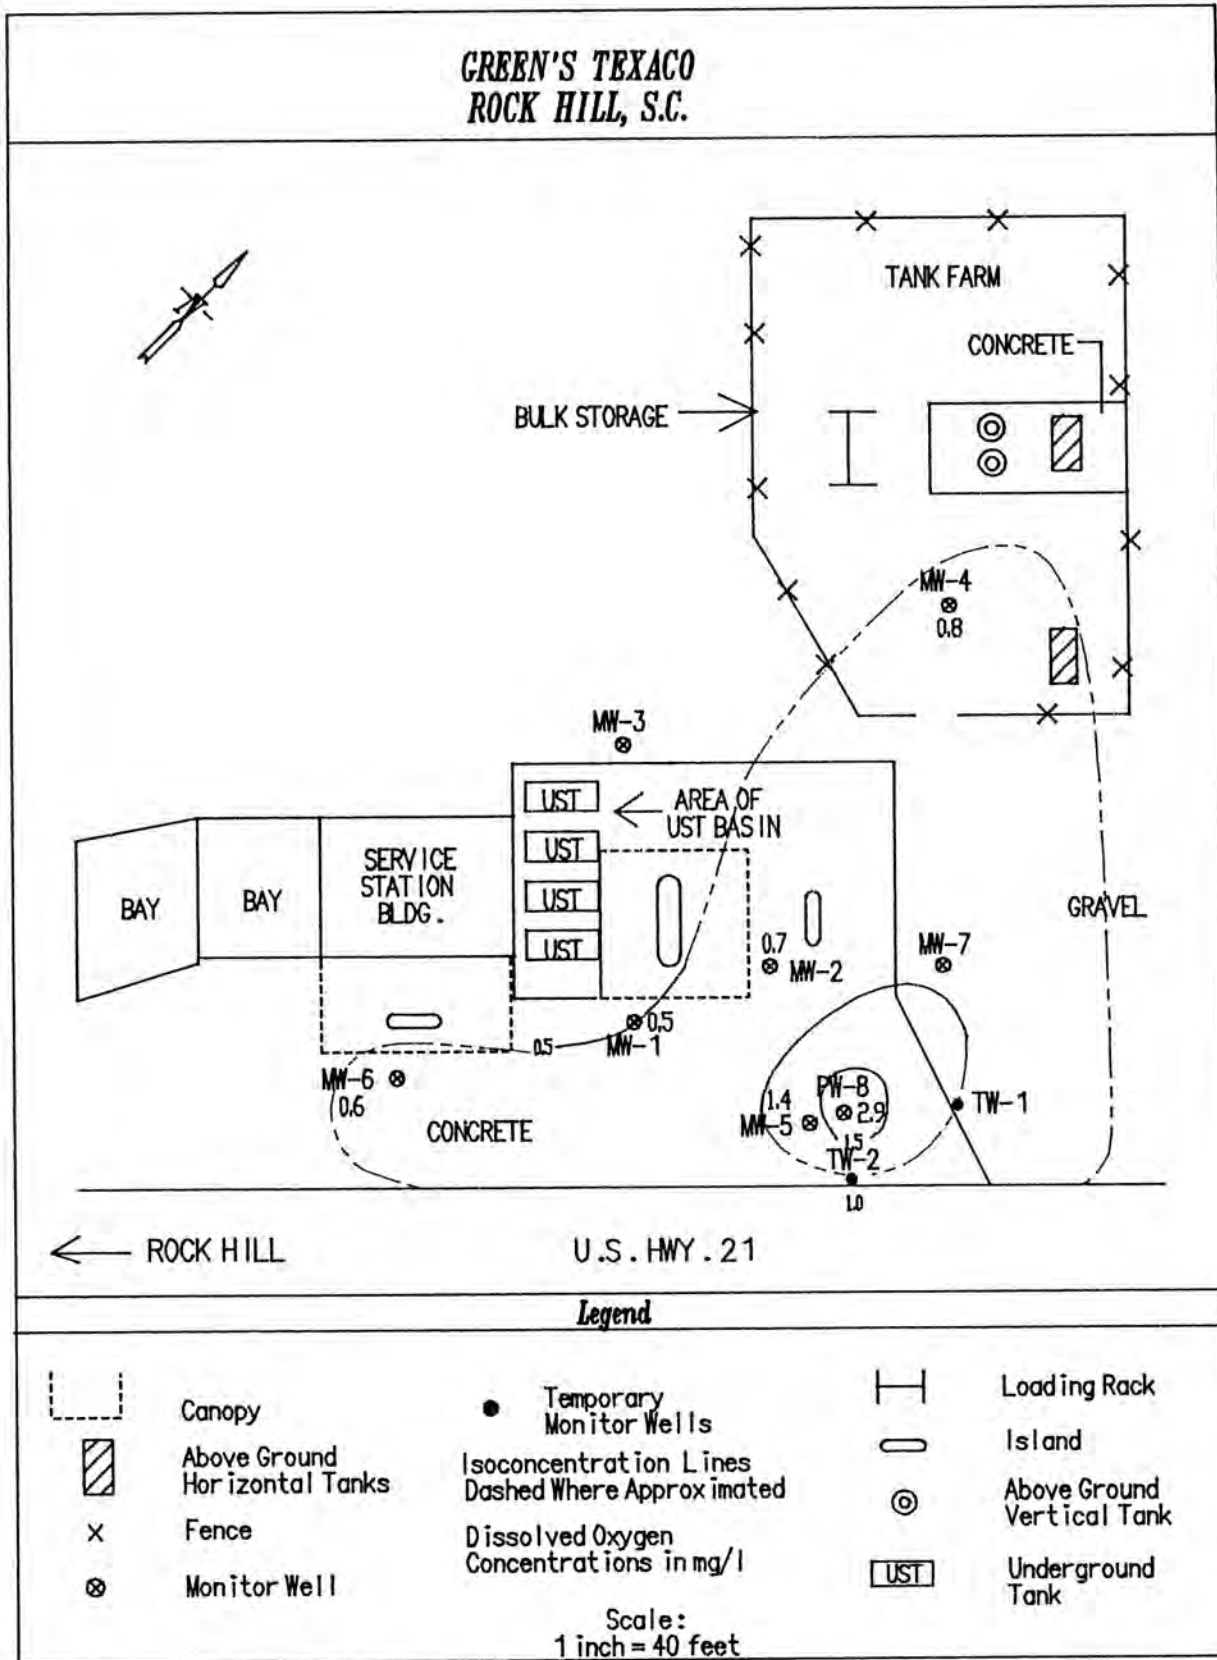 GREEN'S TEXACO
ROCK HILL, S.C.
TANK FARM
CONCRETE
BULK STORAGE
MW-4
0.8
MW-3
UST
AREA OF
UST BASIN
UST
UST
UST
SERVICE
STATION
BLDG.
BAY
BAY
GRAVEL
0.7
MW-2
MW-7
0.5
MW-1
0.5
MW-6
0.6
CONCRETE
1.4
MW-5
PW-8
2.9
1.5
TW-2
1.0
TW-1
ROCK HILL
U.S. HWY. 21
Legend
Canopy
Above Ground
Horizontal Tanks
Fence
Monitor Well
Temporary
Monitor Wells
Isoconcentration Lines
Dashed Where Approximated
Dissolved Oxygen
Concentrations in mg/l
Scale:
1 inch = 40 feet
Loading Rack
Island
Above Ground
Vertical Tank
UST
Underground
Tank